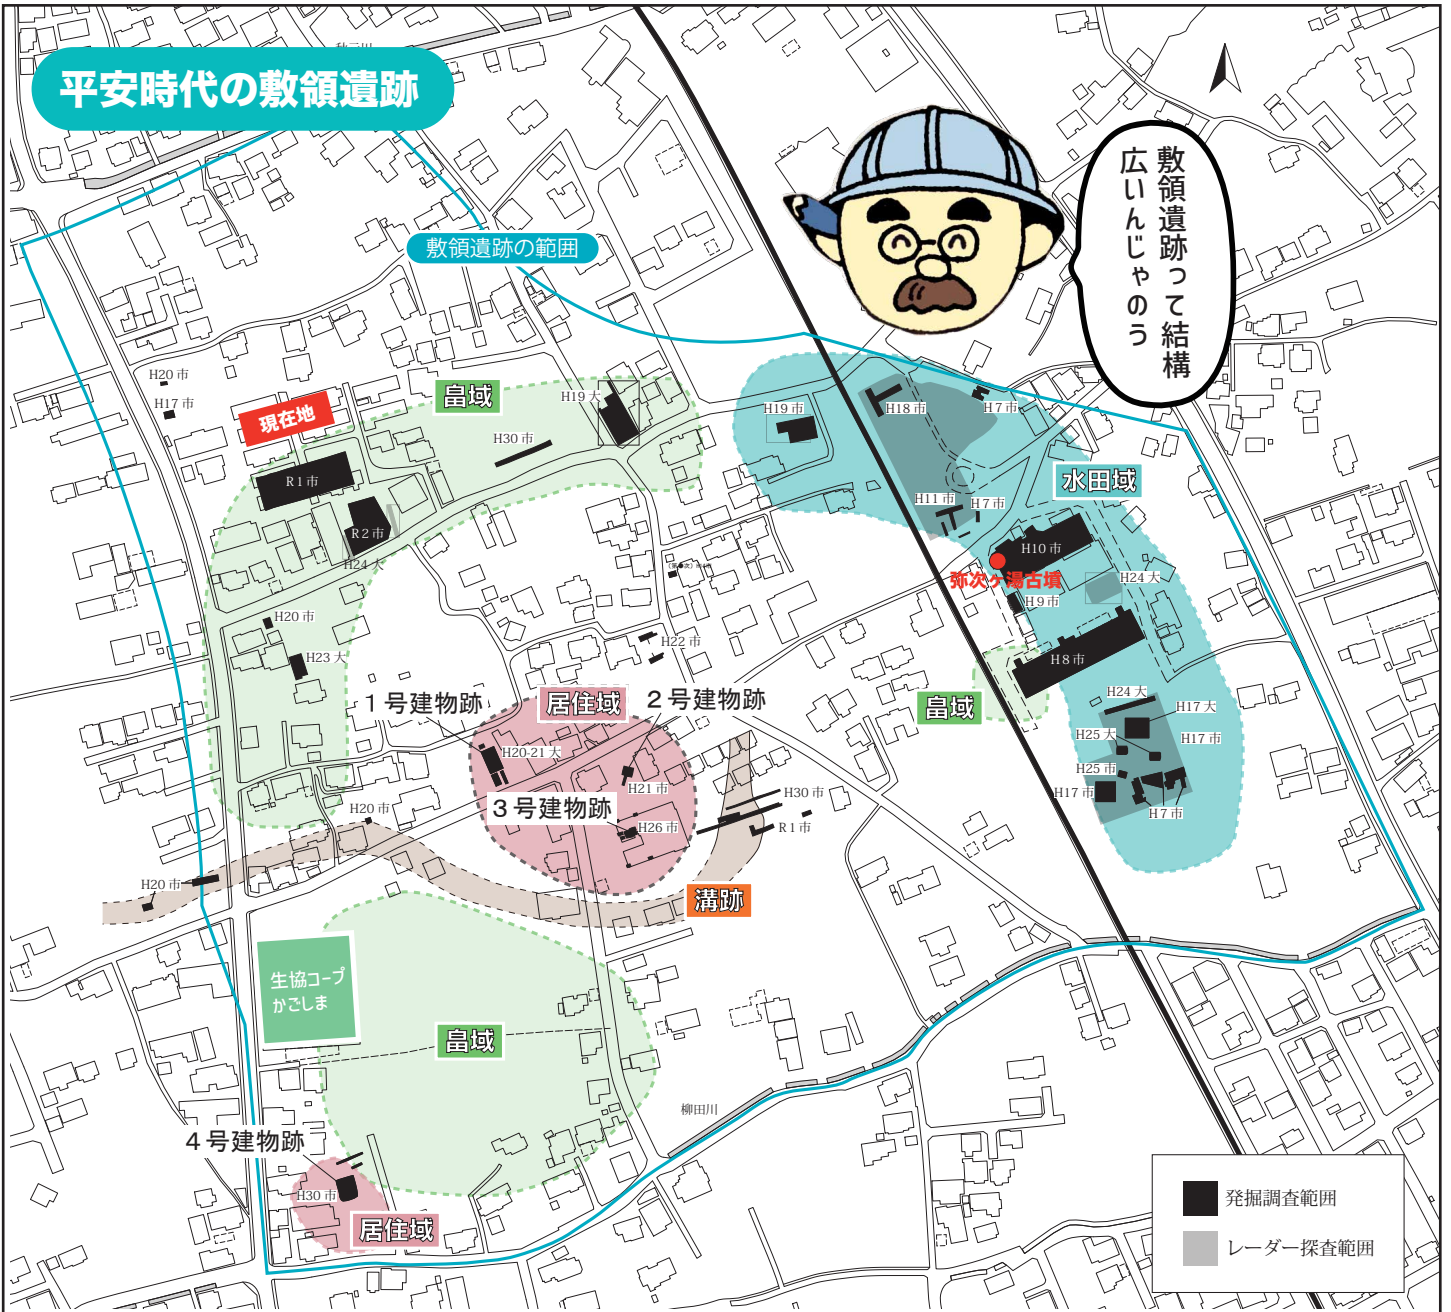 平安時代の敷領遺跡
敷領遺跡の範囲
敷領遺跡って結構
広いんじゃのう
H20 市
H17 市
現在地
畠域
H19 大
H30 市
R1 市
R2 市
H24 大
H20 市
H23 大
H19 市
H18 市
H7 市
水田域
H11 市
H7 市
H10 市
弥次ヶ湯古墳
H9 市
H24 大
H8 市
畠域
H24 大
H17 大
H25 大
H17 市
H25 市
H17 市
H7 市
H22 市
1号建物跡
居住域
2号建物跡
H20-21 大
H21 市
3号建物跡
H26 市
H30 市
R1 市
H20 市
H20 市
溝跡
生協コープ
かごしま
畠域
柳田川
4号建物跡
H30 市
居住域
発掘調査範囲
レーダー探査範囲